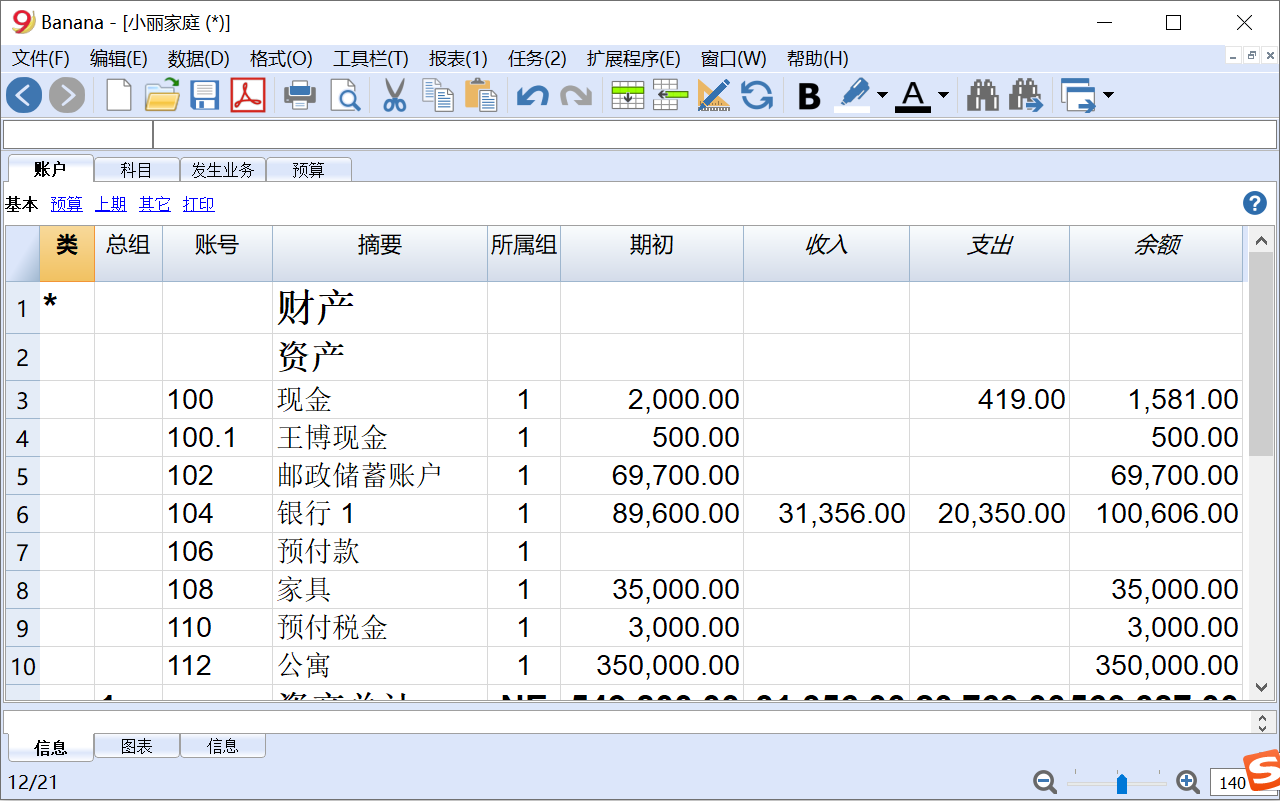 Banana - [小丽家庭 (*)]
文件(F) 编辑(E) 数据(D) 格式(O) 工具栏(T) 报表(1) 任务(2) 扩展程序(E) 窗口(W) 帮助(H)
B A
账户 科目 发生业务 预算
基本 预算 上期 其它 打印 ?
类 总组 账号 摘要 所属组 期初 收入 支出 余额
1 * 财产
2 资产
3 100 现金 1 2,000.00 419.00 1,581.00
4 100.1 王博现金 1 500.00 500.00
5 102 邮政储蓄账户 1 69,700.00 69,700.00
6 104 银行 1 1 89,600.00 31,356.00 20,350.00 100,606.00
7 106 预付款 1
8 108 家具 1 35,000.00 35,000.00
9 110 预付税金 1 3,000.00 3,000.00
10 112 公寓 1 350,000.00 350,000.00
信息 图表 信息
12/21 140